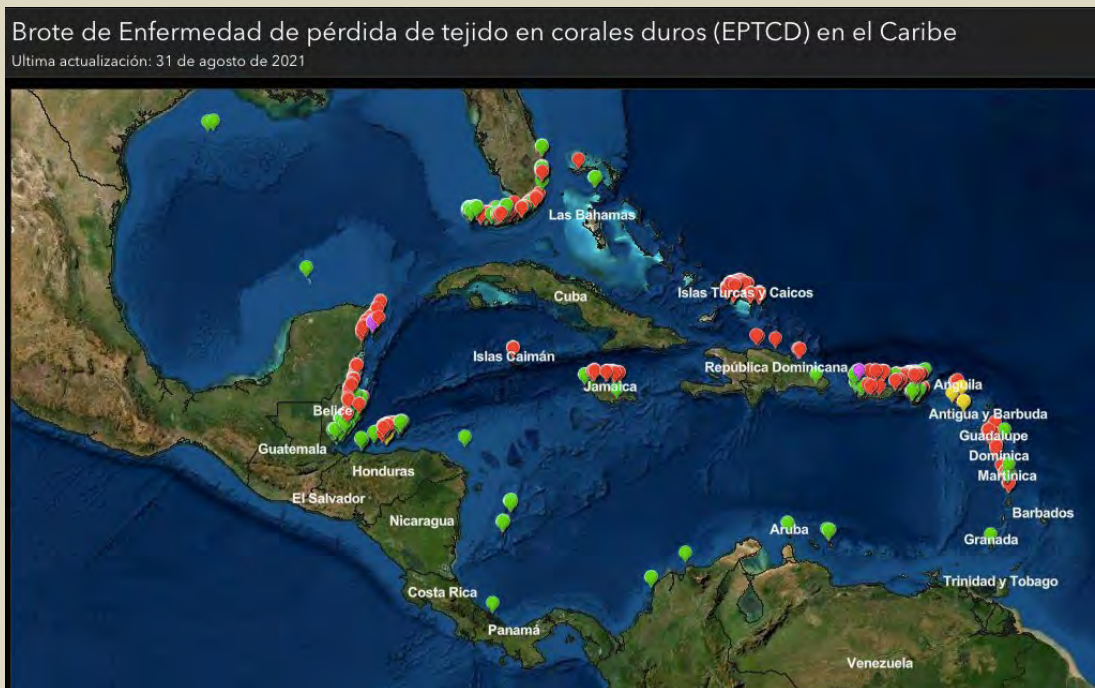 Brote de Enfermedad de pérdida de tejido en corales duros (EPTCD) en el Caribe
Ultima actualización: 31 de agosto de 2021
Las Bahamas
Cuba
Islas Turcas y Caicos
Islas Caimán
República Dominicana
Jamaica
Anguila
Belice
Antigua y Barbuda
Guadalupe
Guatemala
Dominica
Honduras
Martinica
El Salvador
Barbados
Nicaragua
Aruba
Granada
Trinidad y Tobago
Costa Rica
Panamá
Venezuela